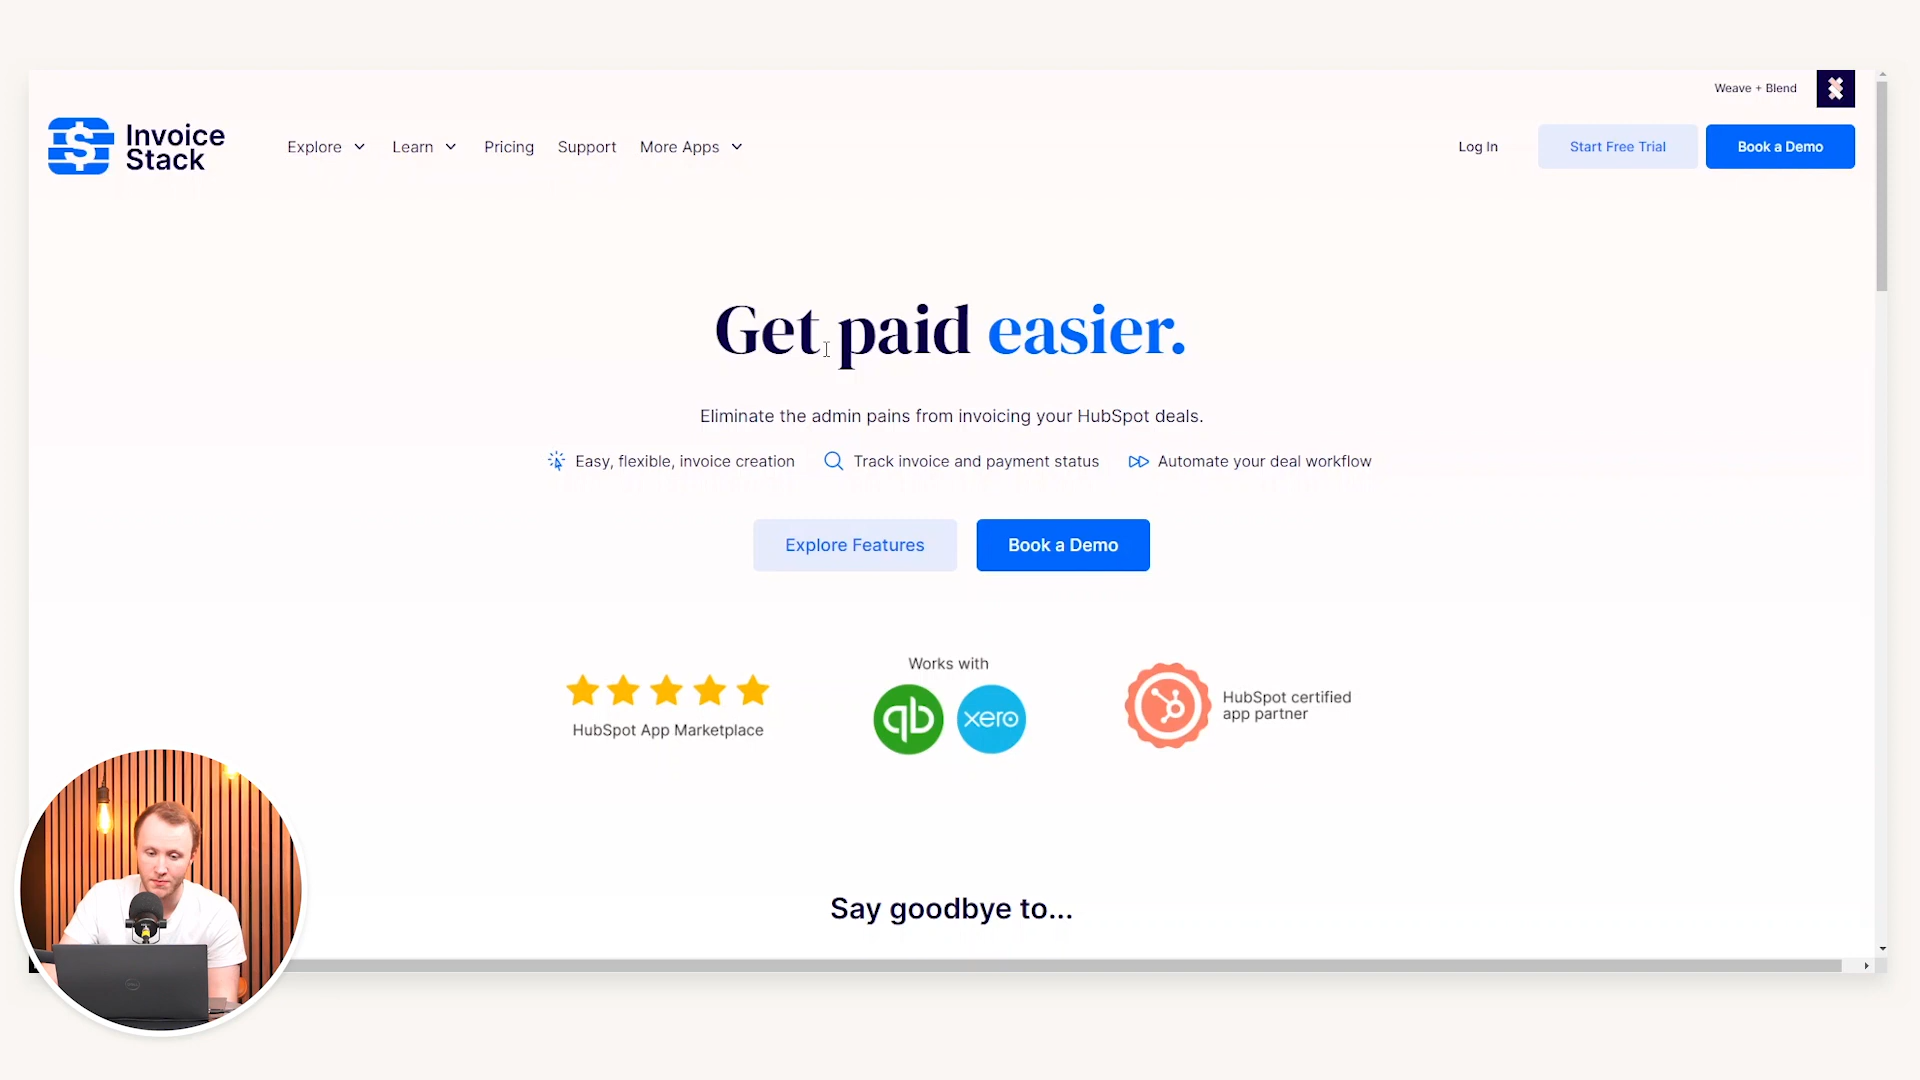 Weave + Blend
Invoice
Stack
Explore
Learn
Pricing
Support
More Apps
Log In
Start Free Trial
Book a Demo
Get paid easier.
Eliminate the admin pains from invoicing your HubSpot deals.
Easy, flexible, invoice creation
Track invoice and payment status
Automate your deal workflow
Explore Features
Book a Demo
HubSpot App Marketplace
Works with
qb
xero
HubSpot certified
app partner
Say goodbye to...